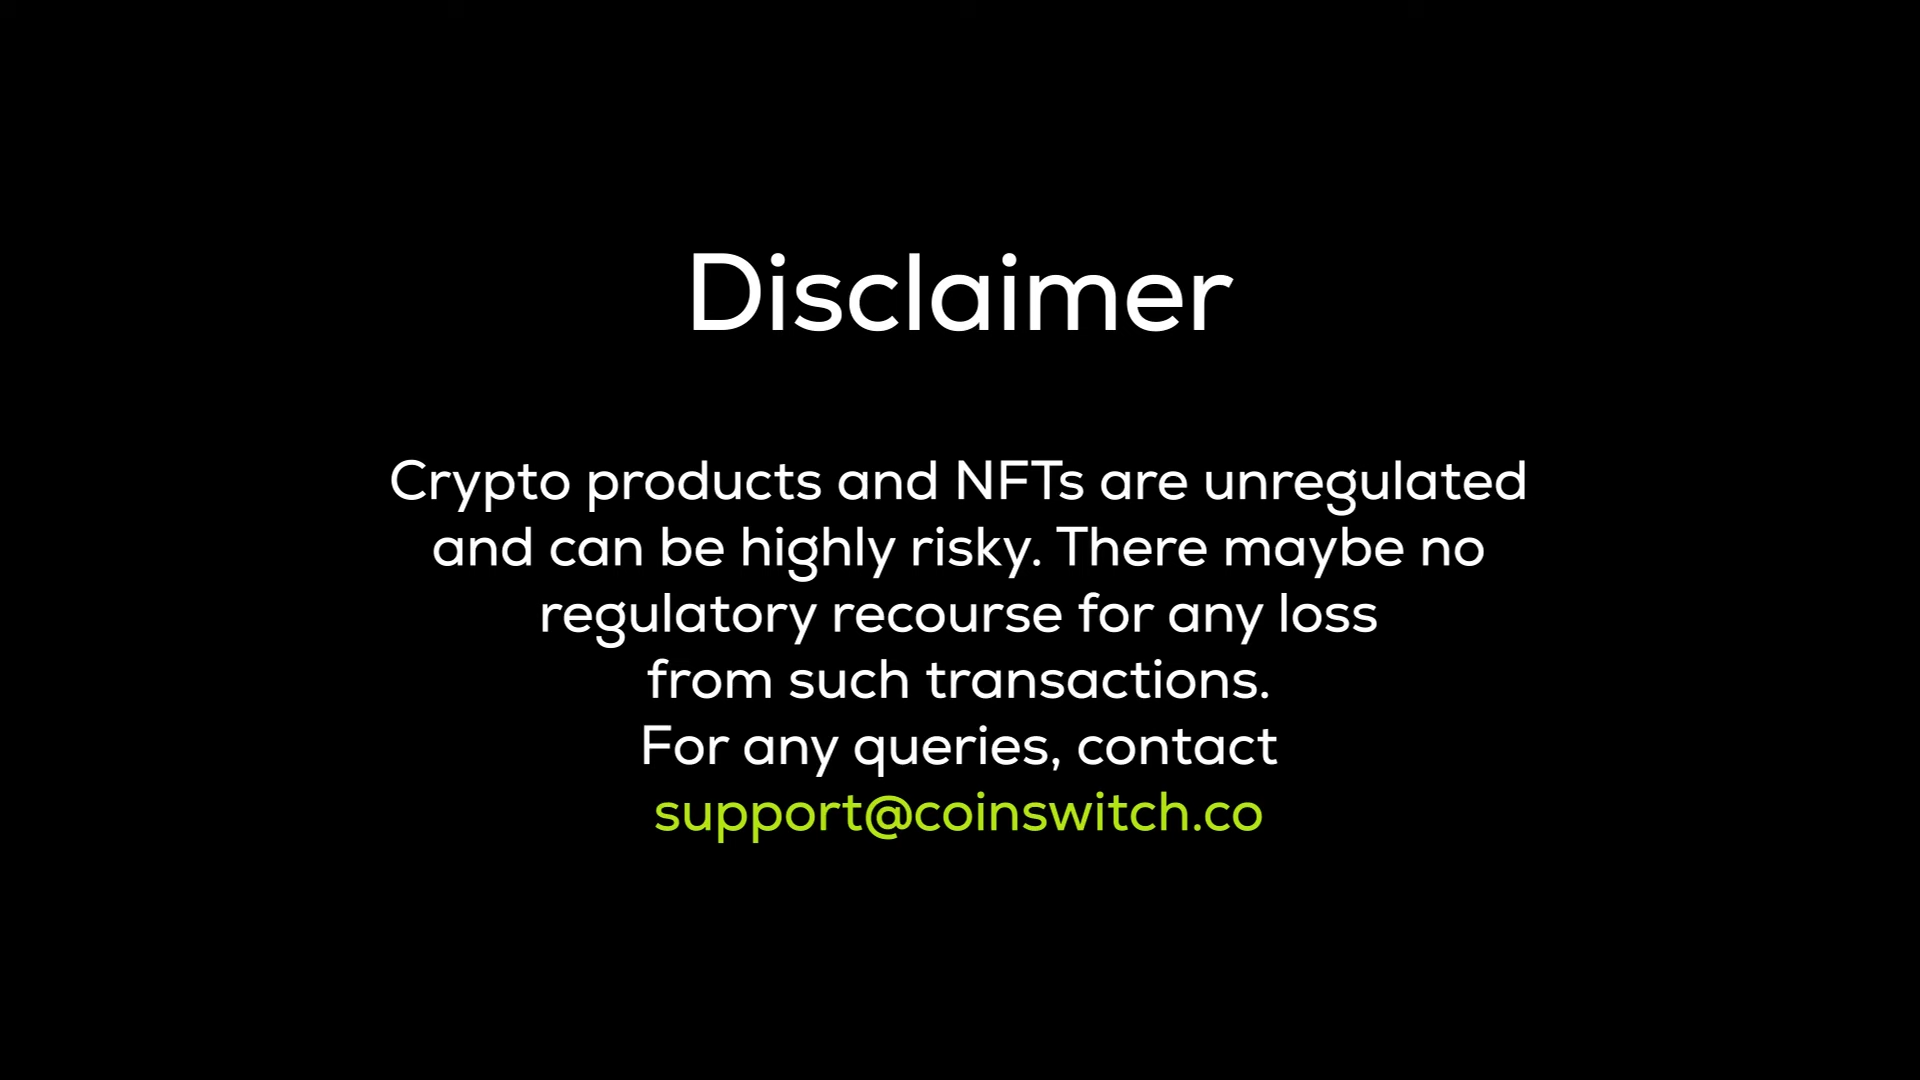 Disclaimer
Crypto products and NFTs are unregulated
and can be highly risky. There maybe no
regulatory recourse for any loss
from such transactions.
For any queries, contact
support@coinswitch.co